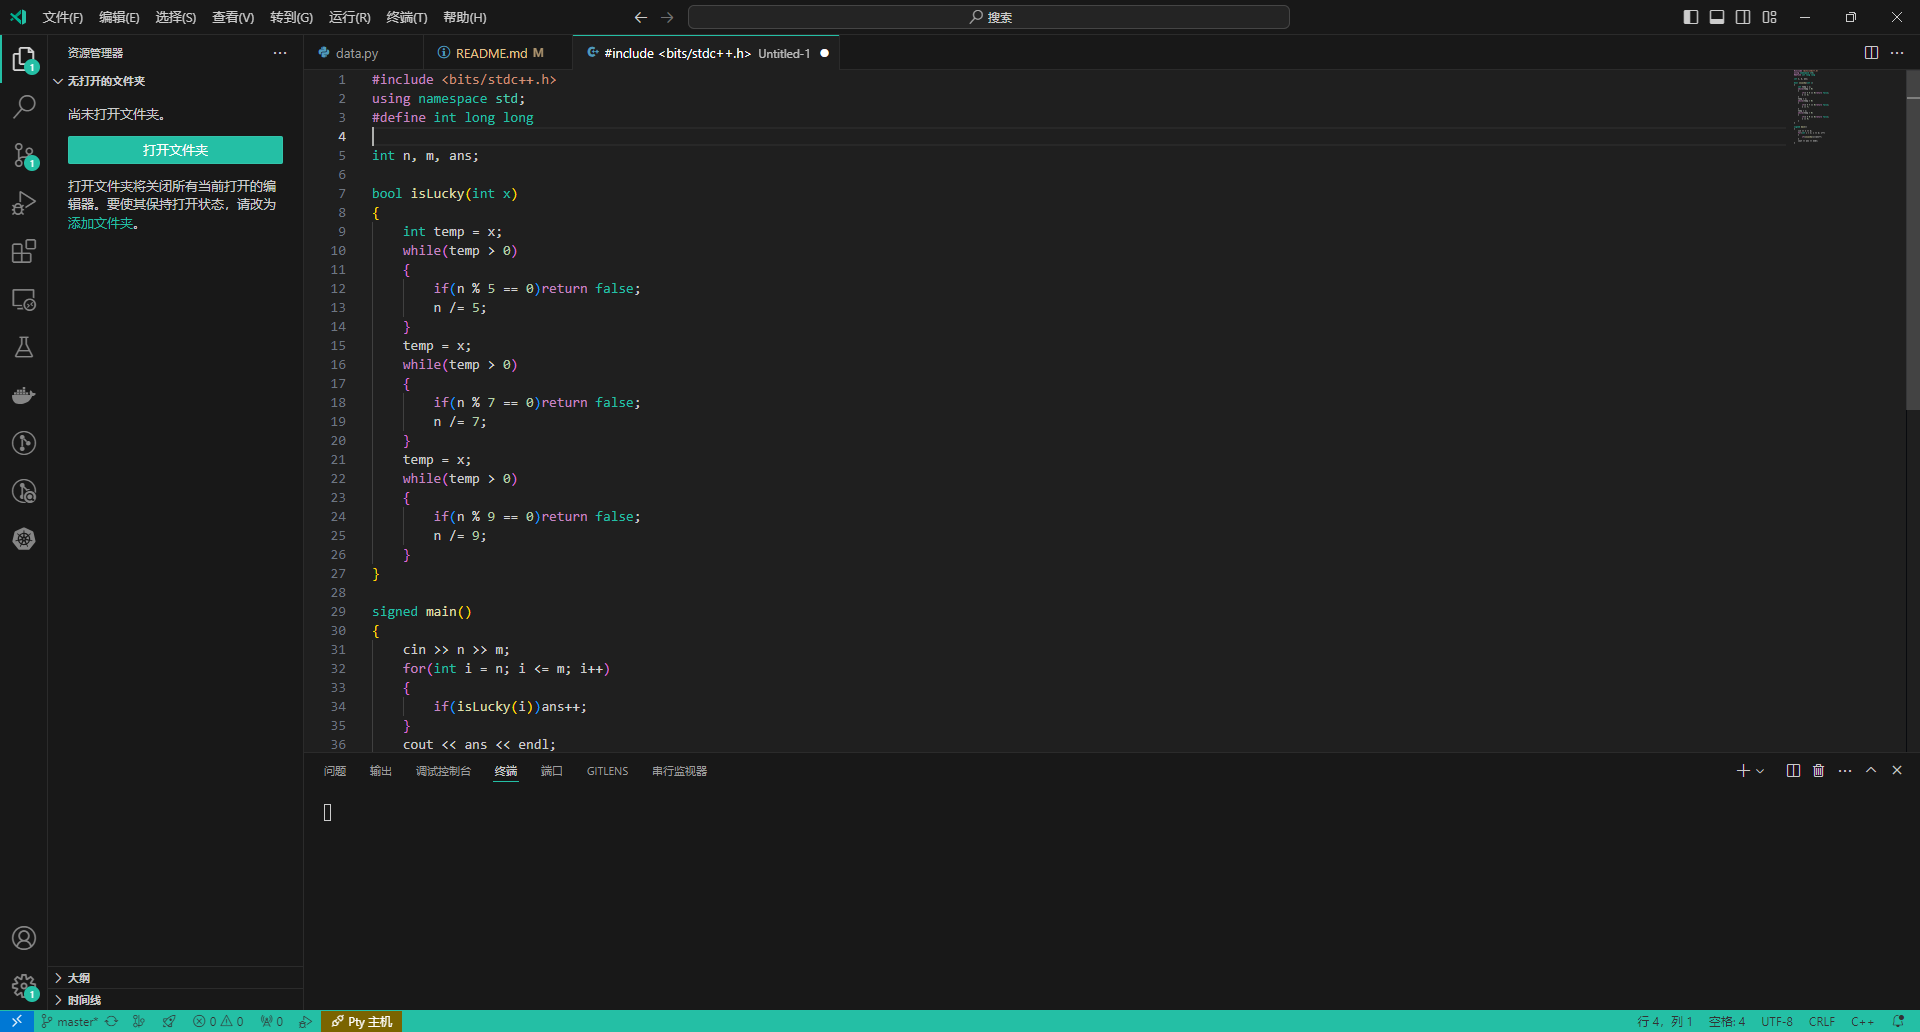 文件(F) 编辑(E) 选择(S) 查看(V) 转到(G) 运行(R) 终端(T) 帮助(H) 搜索
资源管理器
无打开的文件夹
尚未打开文件夹。
打开文件夹
打开文件夹将关闭所有当前打开的编
辑器。要使其保持打开状态，请改为
添加文件夹。
大纲
时间线
data.py README.md M #include <bits/stdc++.h> Untitled-1
1 #include <bits/stdc++.h>
2 using namespace std;
3 #define int long long
4
5 int n, m, ans;
6
7 bool isLucky(int x)
8 {
9 int temp = x;
10 while(temp > 0)
11 {
12 if(n % 5 == 0)return false;
13 n /= 5;
14 }
15 temp = x;
16 while(temp > 0)
17 {
18 if(n % 7 == 0)return false;
19 n /= 7;
20 }
21 temp = x;
22 while(temp > 0)
23 {
24 if(n % 9 == 0)return false;
25 n /= 9;
26 }
27 }
28
29 signed main()
30 {
31 cin >> n >> m;
32 for(int i = n; i <= m; i++)
33 {
34 if(isLucky(i))ans++;
35 }
36 cout << ans << endl;
问题 输出 调试控制台 终端 端口 GITLENS 串行监视器
1
1
1
master* 0 0 0 Pty 主机 行 4，列 1 空格: 4 UTF-8 CRLF C++